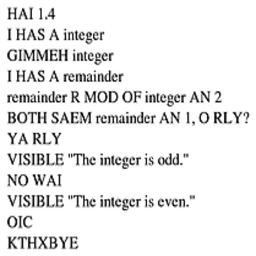 HAI 1.4
I HAS A integer
GIMMEH integer
I HAS A remainder
remainder R MOD OF integer AN 2
BOTH SAEM remainder AN 1, O RLY?
YA RLY
VISIBLE "The integer is odd."
NO WAI
VISIBLE "The integer is even."
OIC
KTHXBYE